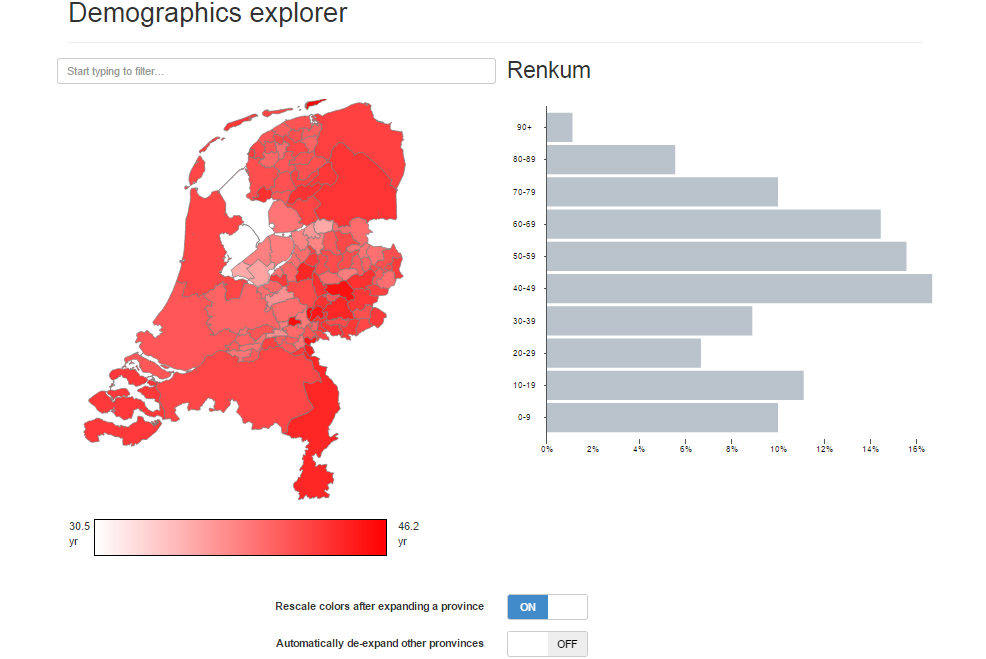 Demographics explorer
Start typing to filter...
Renkum
90+
80-89
70-79
60-69
50-59
40-49
30-39
20-29
10-19
0-9
0% 2% 4% 6% 8% 10% 12% 14% 16%
30.5 yr
46.2 yr
Rescale colors after expanding a province ON
Automatically de-expand other pronvinces OFF